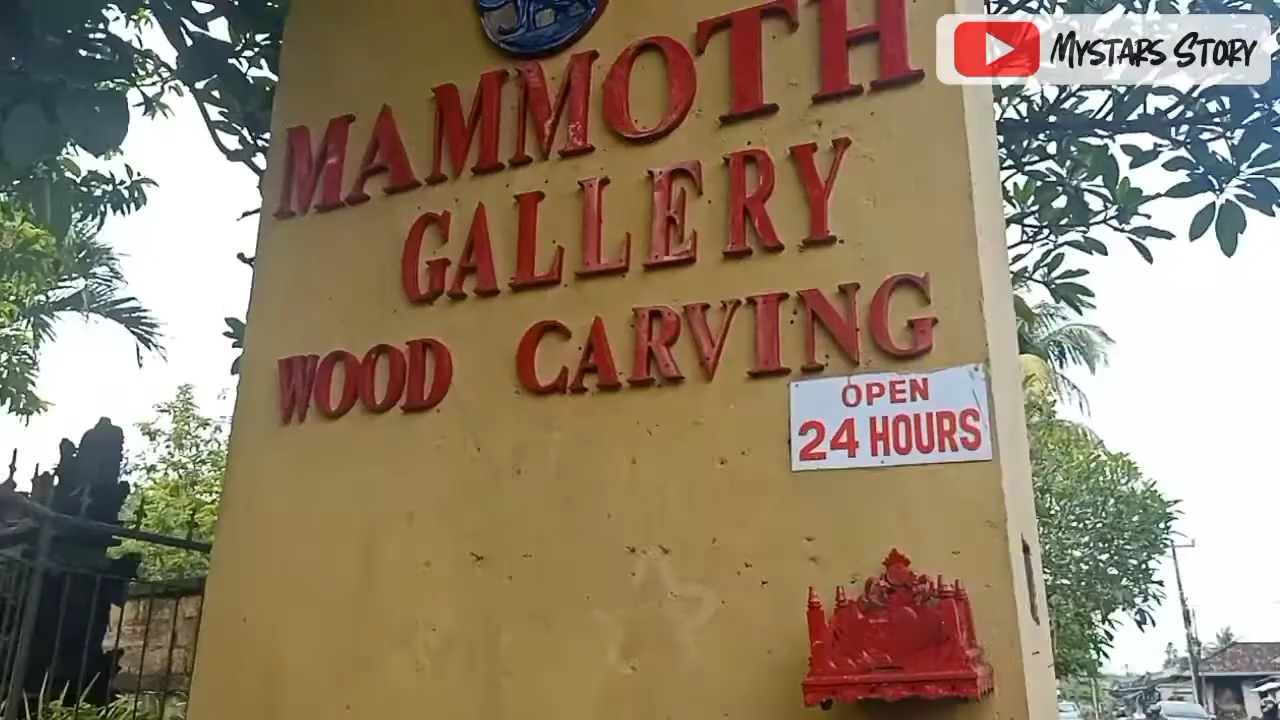 Mystars Story
MAMMOTH
GALLERY
WOOD CARVING
OPEN
24 HOURS